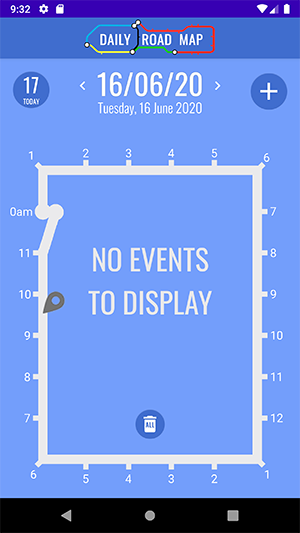 9:32
DAILY ROAD MAP
17
TODAY
16/06/20
Tuesday, 16 June 2020
1 2 3 4 5 6
0am 7
11 8
10 9
9 10
8 11
7 12
6 5 4 3 2 1
NO EVENTS
TO DISPLAY
ALL